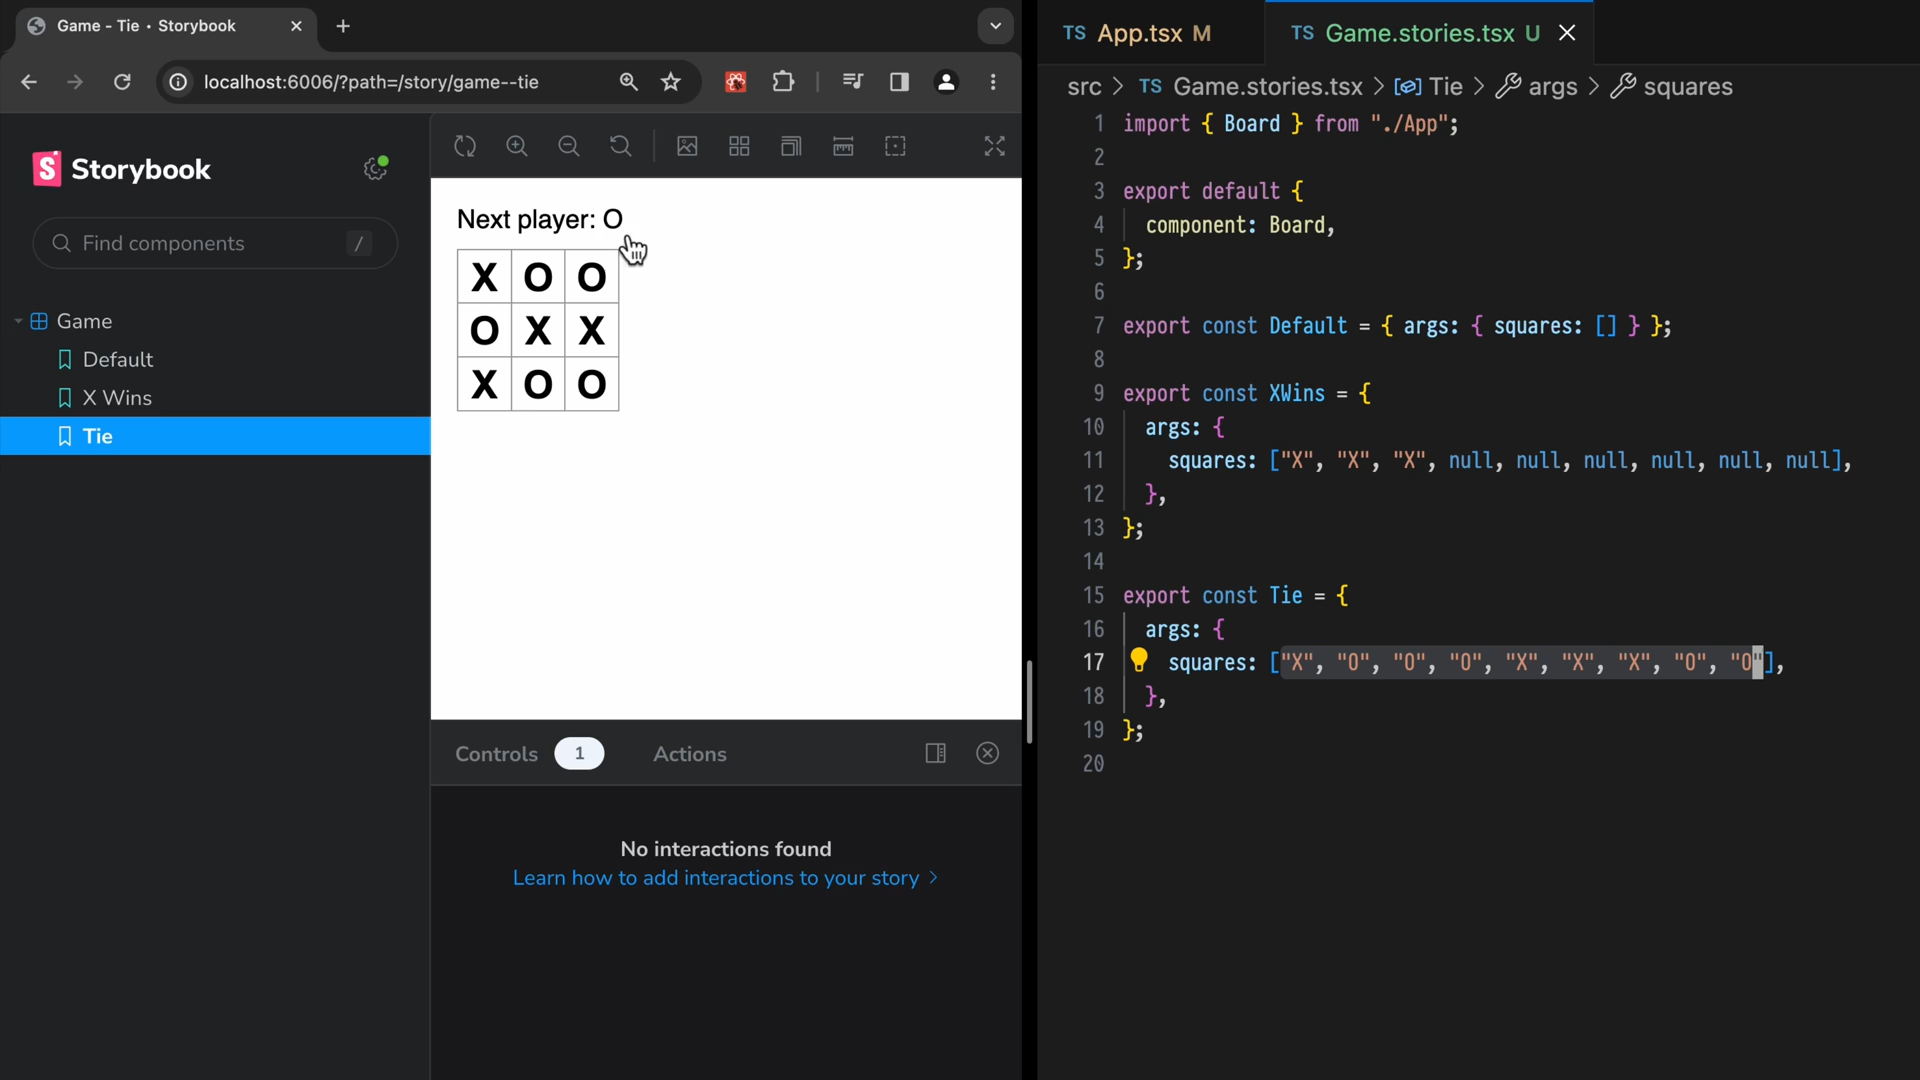 Game - Tie • Storybook
localhost:6006/?path=/story/game--tie
Storybook
Find components /
Game
Default
X Wins
Tie
Next player: O
X O O
O X X
X O O
Controls 1 Actions
No interactions found
Learn how to add interactions to your story
TS App.tsx M
TS Game.stories.tsx U
src > TS Game.stories.tsx > Tie > args > squares
1 import { Board } from "./App";
2
3 export default {
4 component: Board,
5 };
6
7 export const Default = { args: { squares: [] } };
8
9 export const XWins = {
10 args: {
11 squares: ["X", "X", "X", null, null, null, null, null, null],
12 },
13 };
14
15 export const Tie = {
16 args: {
17 squares: ["X", "O", "O", "O", "X", "X", "X", "O", "O"],
18 },
19 };
20